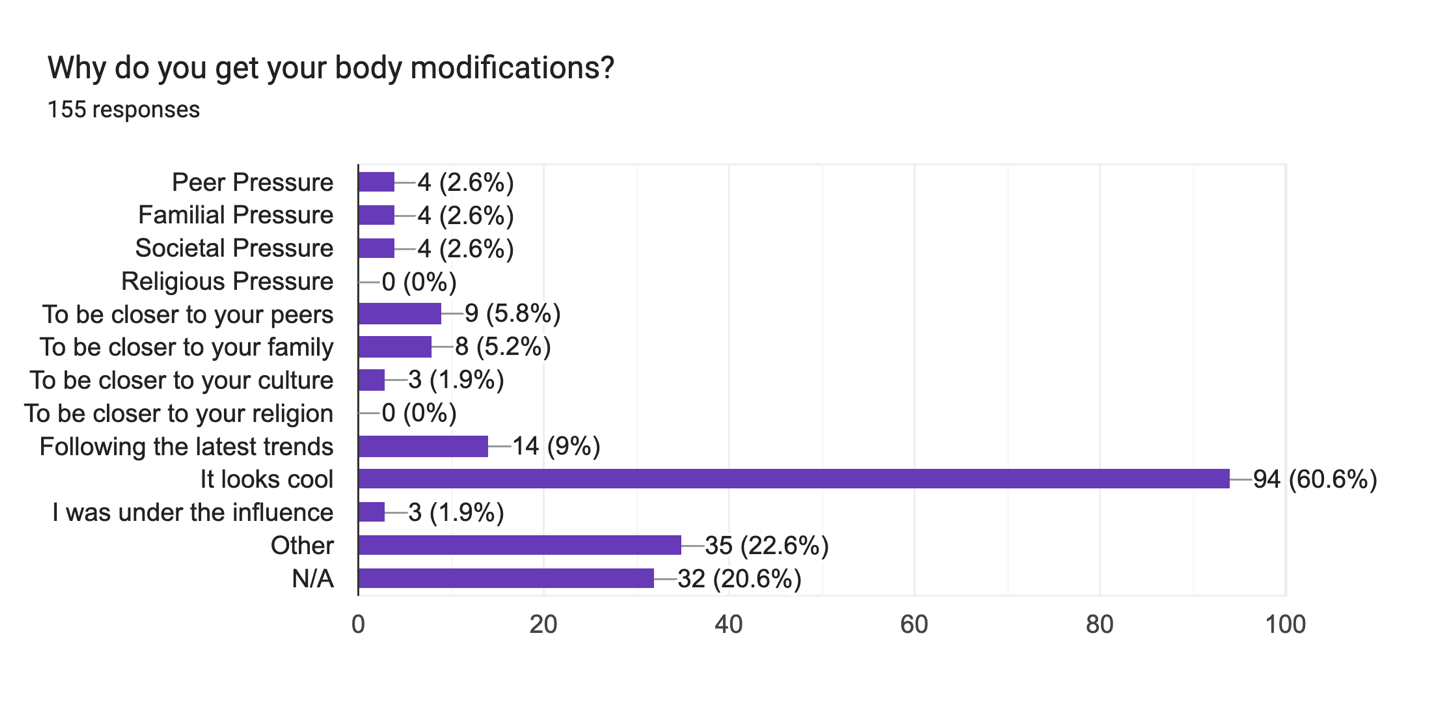 Why do you get your body modifications?
155 responses
Peer Pressure 4 (2.6%)
Familial Pressure 4 (2.6%)
Societal Pressure 4 (2.6%)
Religious Pressure 0 (0%)
To be closer to your peers 9 (5.8%)
To be closer to your family 8 (5.2%)
To be closer to your culture 3 (1.9%)
To be closer to your religion 0 (0%)
Following the latest trends 14 (9%)
It looks cool 94 (60.6%)
I was under the influence 3 (1.9%)
Other 35 (22.6%)
N/A 32 (20.6%)
0 20 40 60 80 100